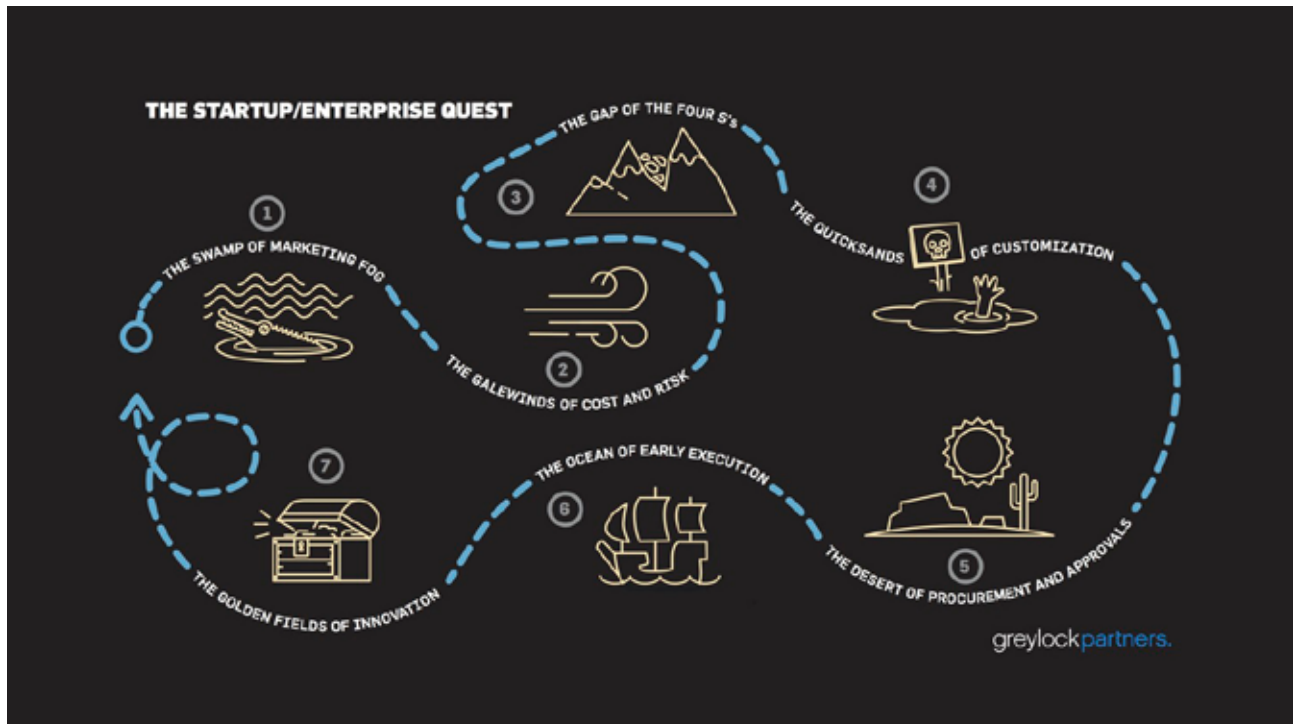 THE STARTUP/ENTERPRISE QUEST
1
THE SWAMP OF MARKETING FOG
2
THE GALEWINDS OF COST AND RISK
3
THE GAP OF THE FOUR S's
4
THE QUICKSANDS OF CUSTOMIZATION
5
THE DESERT OF PROCUREMENT AND APPROVALS
6
THE OCEAN OF EARLY EXECUTION
7
THE GOLDEN FIELDS OF INNOVATION
greylockpartners.